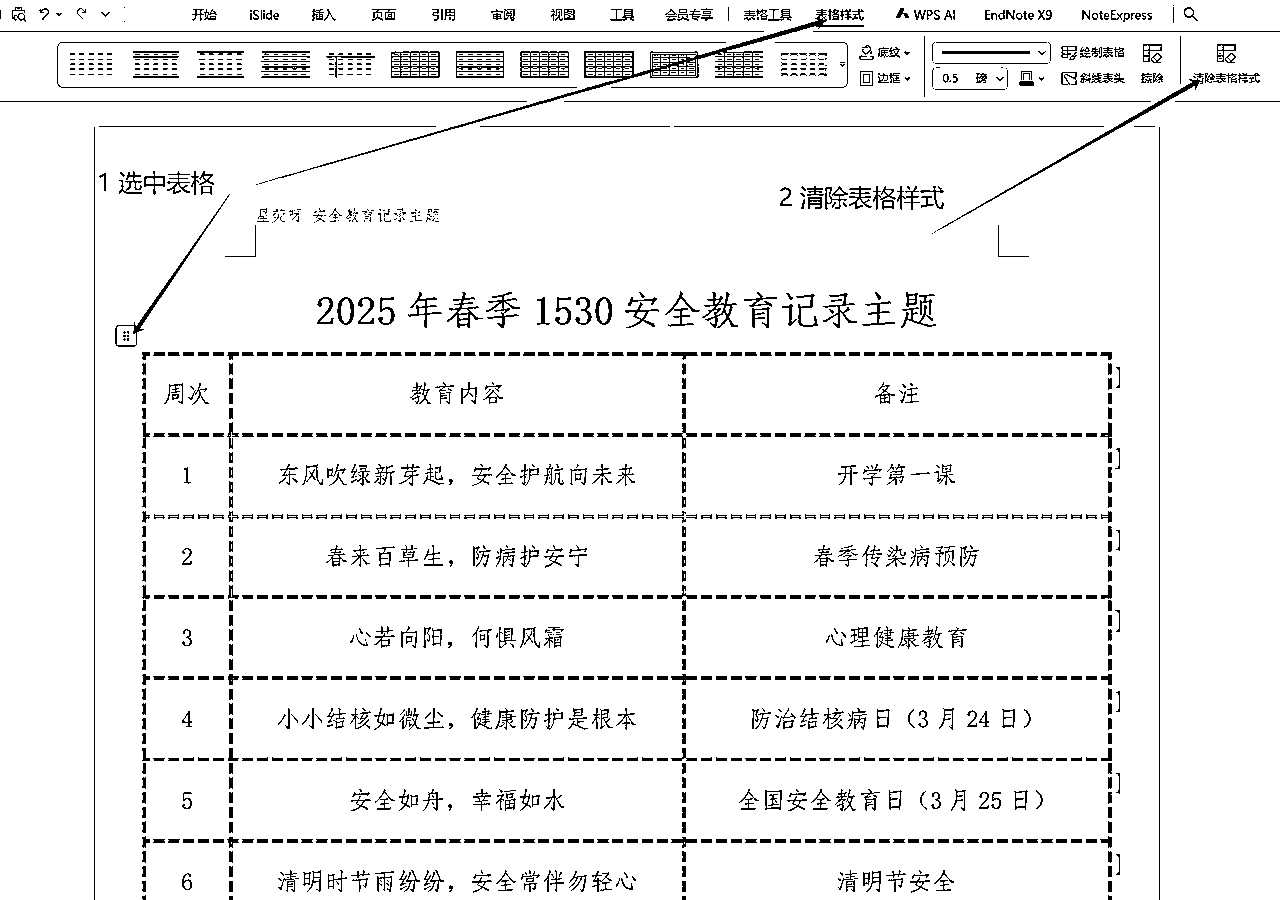 开始 iSlide 插入 页面 引用 审阅 视图 工具 会员专享 表格工具 表格样式 WPS AI EndNote X9 NoteExpress
底纹 绘制表格
边框 0.5 磅 斜线表头 擦除 清除表格样式
1 选中表格
2 清除表格样式
星荧呀 安全教育记录主题
2025 年春季 1530 安全教育记录主题
周次 教育内容 备注
1 东风吹绿新芽起，安全护航向未来 开学第一课
2 春来百草生，防病护安宁 春季传染病预防
3 心若向阳，何惧风霜 心理健康教育
4 小小结核如微尘，健康防护是根本 防治结核病日（3 月 24 日）
5 安全如舟，幸福如水 全国安全教育日（3 月 25 日）
6 清明时节雨纷纷，安全常伴勿轻心 清明节安全